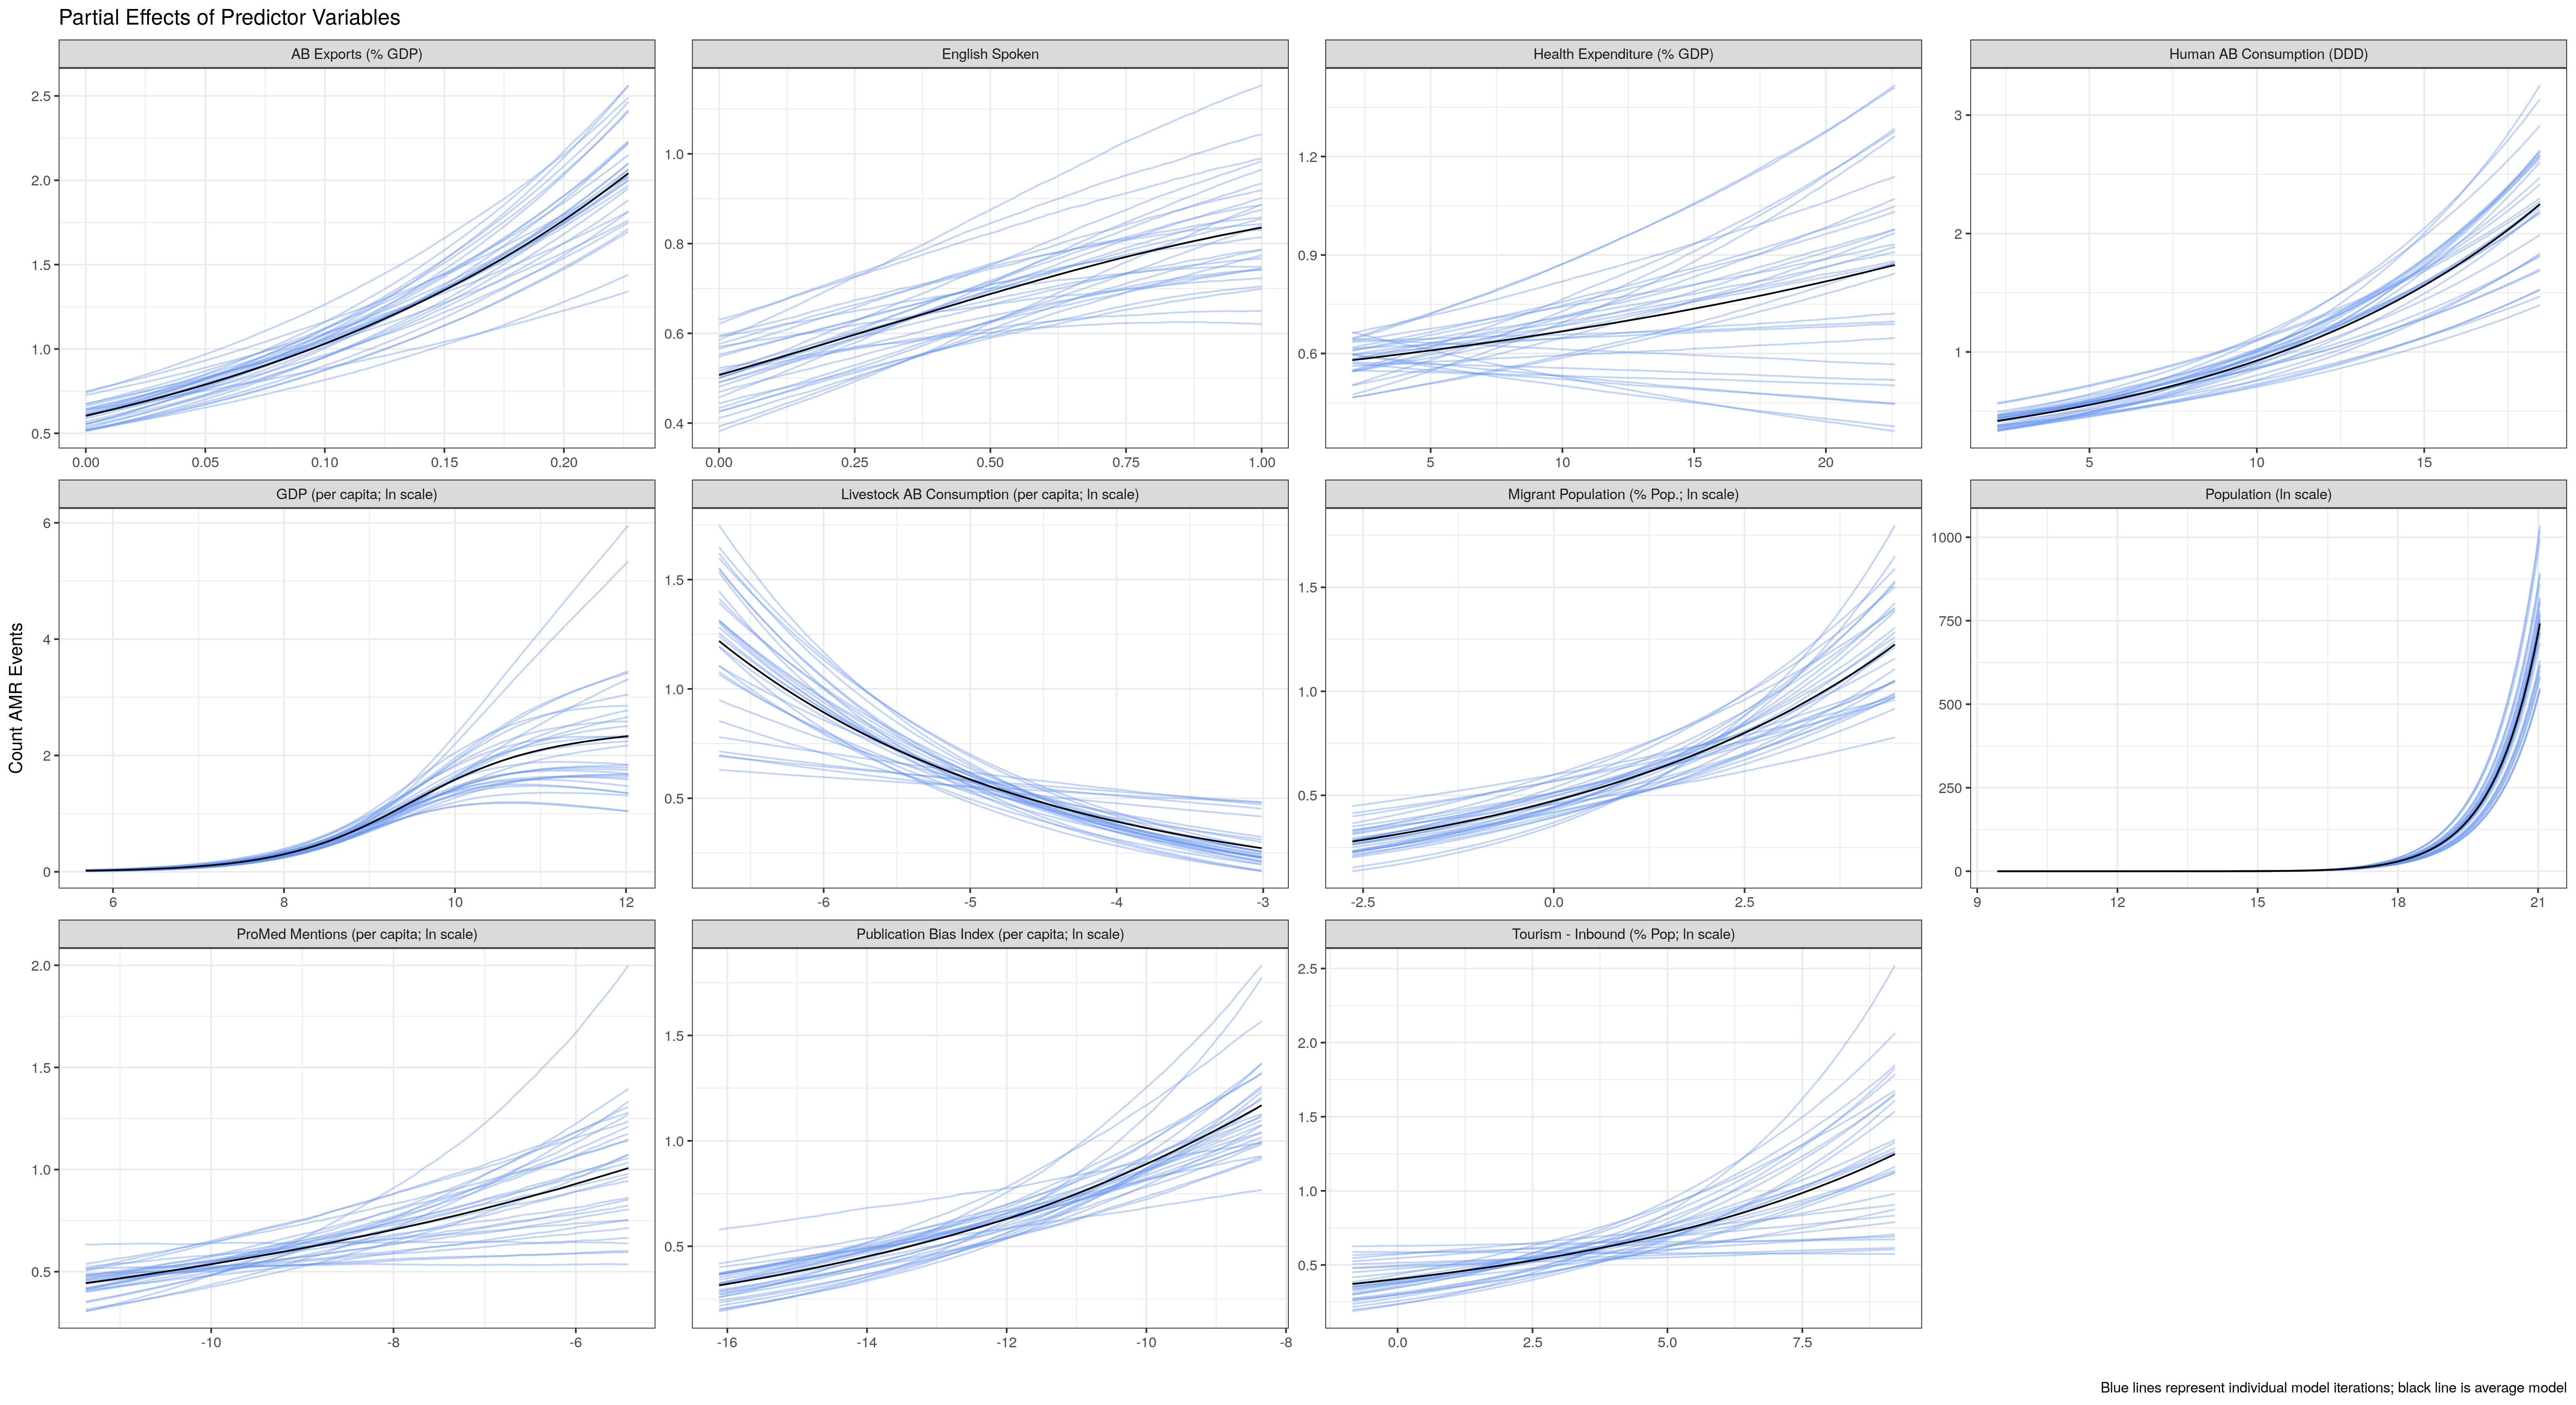 Partial Effects of Predictor Variables
AB Exports (% GDP)
English Spoken
Health Expenditure (% GDP)
Human AB Consumption (DDD)
2.5
2.0
1.5
1.0
0.5
0.00 0.05 0.10 0.15 0.20
1.0
0.8
0.6
0.4
0.00 0.25 0.50 0.75 1.00
1.2
0.9
0.6
5 10 15 20
3
2
1
5 10 15
GDP (per capita; ln scale)
Livestock AB Consumption (per capita; ln scale)
Migrant Population (% Pop.; ln scale)
Population (ln scale)
Count AMR Events
6
4
2
0
6 8 10 12
1.5
1.0
0.5
-6 -5 -4 -3
1.5
1.0
0.5
-2.5 0.0 2.5
1000
750
500
250
0
9 12 15 18 21
ProMed Mentions (per capita; ln scale)
Publication Bias Index (per capita; ln scale)
Tourism - Inbound (% Pop; ln scale)
2.0
1.5
1.0
0.5
-10 -8 -6
1.5
1.0
0.5
-16 -14 -12 -10 -8
2.5
2.0
1.5
1.0
0.5
0.0 2.5 5.0 7.5
Blue lines represent individual model iterations; black line is average model